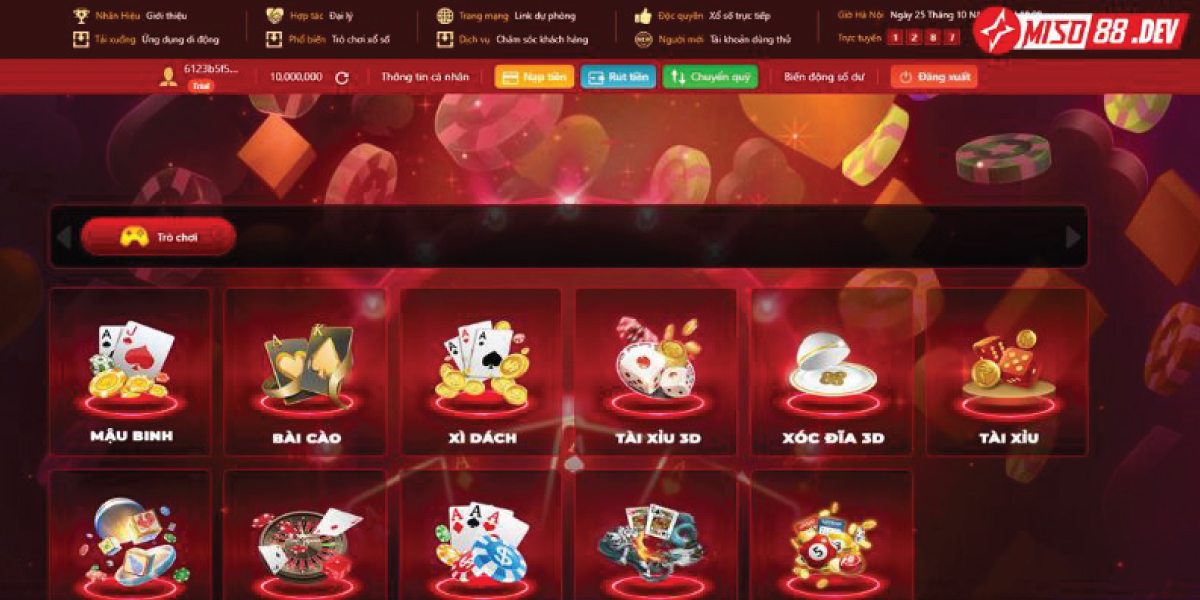 Nhãn Hiệu Giới thiệu
Hợp tác Đại lý
Trang mạng Link dự phòng
Độc quyền Xổ số trực tiếp
Giờ Hà Nội Ngày 25 Tháng 10
Tải xuống Ứng dụng di động
Phổ biến Trò chơi xổ số
Dịch vụ Chăm sóc khách hàng
Người mới Tài khoản dùng thử
Trực tuyến 1 2 8 7
MISO 88 .DEV
6123b5f5...
Trial
10,000,000
Thông tin cá nhân
Nạp tiền
Rút tiền
Chuyển quỹ
Biến động số dư
Đăng xuất
Trò chơi
MẬU BINH
BÀI CÀO
XÌ DÁCH
TÀI XỈU 3D
XÓC ĐĨA 3D
TÀI XỈU